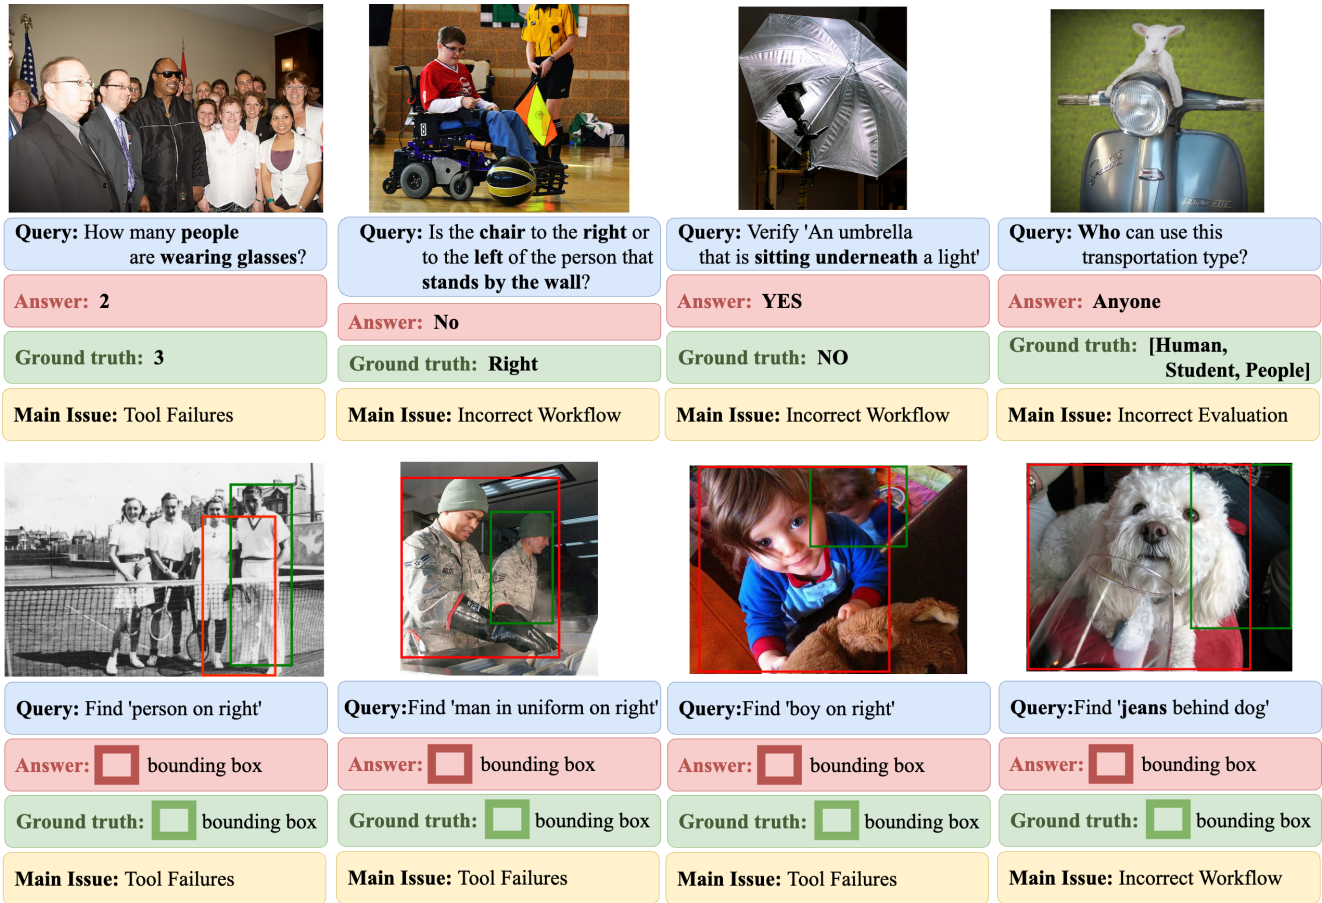 Query: How many people
are wearing glasses?
Answer: 2
Ground truth: 3
Main Issue: Tool Failures
Query: Is the chair to the right or
to the left of the person that
stands by the wall?
Answer: No
Ground truth: Right
Main Issue: Incorrect Workflow
Query: Verify 'An umbrella
that is sitting underneath a light'
Answer: YES
Ground truth: NO
Main Issue: Incorrect Workflow
Query: Who can use this
transportation type?
Answer: Anyone
Ground truth: [Human,
Student, People]
Main Issue: Incorrect Evaluation
Query: Find 'person on right'
Answer: bounding box
Ground truth: bounding box
Main Issue: Tool Failures
Query:Find 'man in uniform on right'
Answer: bounding box
Ground truth: bounding box
Main Issue: Tool Failures
Query:Find 'boy on right'
Answer: bounding box
Ground truth: bounding box
Main Issue: Tool Failures
Query:Find 'jeans behind dog'
Answer: bounding box
Ground truth: bounding box
Main Issue: Incorrect Workflow